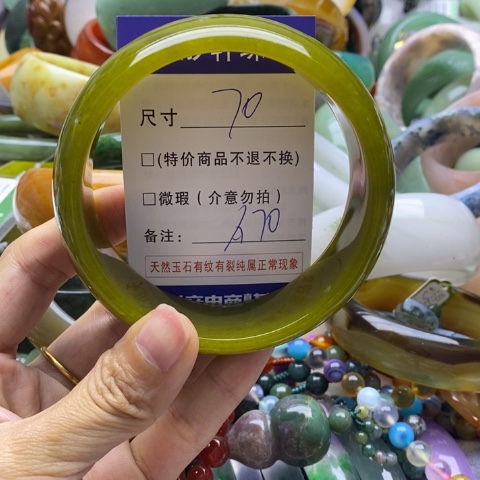 尺寸 70
□(特价商品不退不换)
□微瑕(介意勿拍)
备注:
天然玉石有纹有裂纯属正常现象